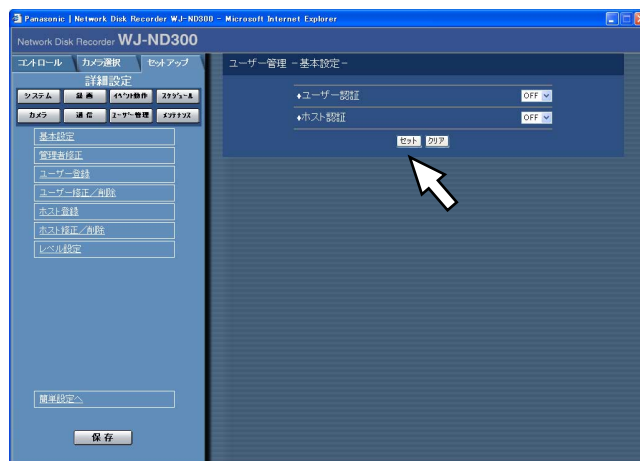 Panasonic | Network Disk Recorder WJ-ND300 - Microsoft Internet Explorer
Network Disk Recorder WJ-ND300
コントロール カメラ選択 セットアップ
詳細設定
システム 録画 イベント動作 スケジュール
カメラ 通信 ユーザー管理 メンテナンス
基本設定
管理者修正
ユーザー登録
ユーザー修正/削除
ホスト登録
ホスト修正/削除
レベル設定
簡単設定へ
保存
ユーザー管理 -基本設定-
♦ユーザー認証 OFF
♦ホスト認証 OFF
セット クリア